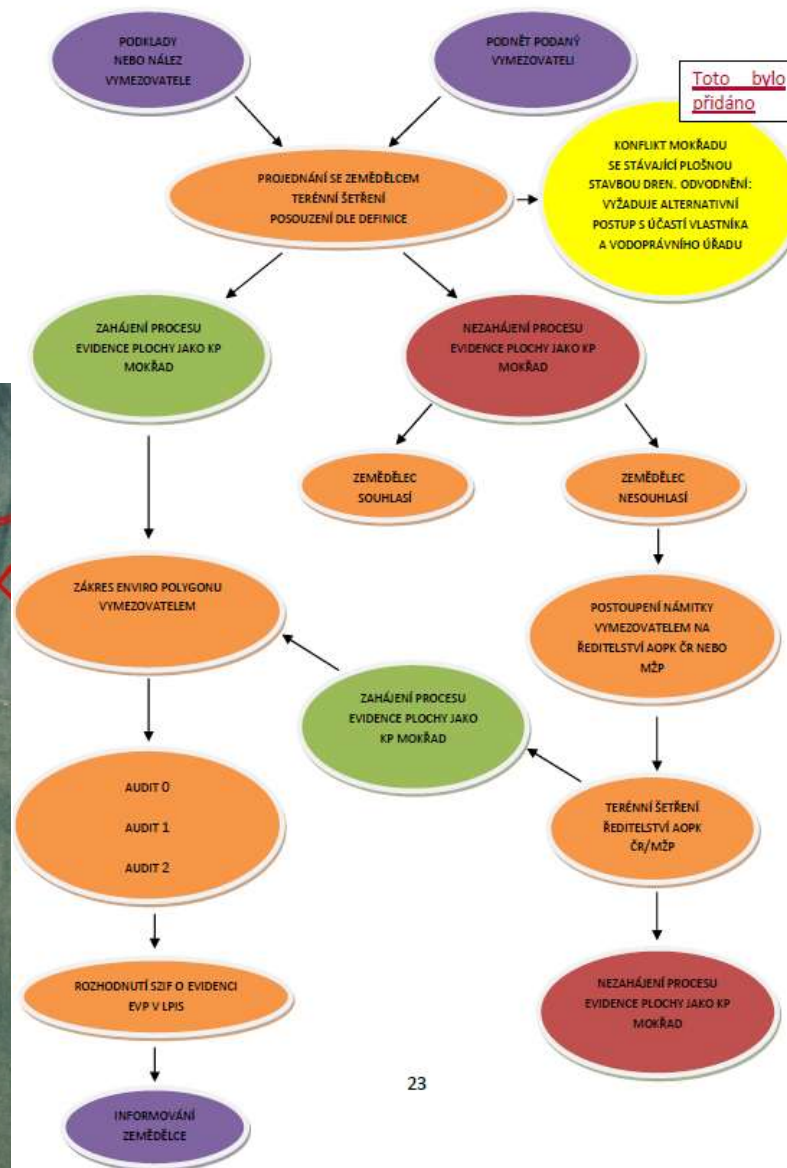 PODKLADY
NEBO NÁLEZ
VYMEZOVATELE
PODNĚT PODANÝ
VYMEZOVATELI
Toto bylo
přidáno
PROJEDNÁNÍ SE ZEMĚDĚLCEM
TERÉNNÍ ŠETŘENÍ
POSOUZENÍ DLE DEFINICE
KONFLIKT MOKŘADU
SE STÁVAJÍCÍ PLOŠNOU
STAVBOU DREN. ODVODNĚNÍ:
VYŽADUJE ALTERNATIVNÍ
POSTUP S ÚČASTÍ VLASTNÍKA
A VODOPRÁVNÍHO ÚŘADU
ZAHÁJENÍ PROCESU
EVIDENCE PLOCHY JAKO KP
MOKŘAD
NEZAHÁJENÍ PROCESU
EVIDENCE PLOCHY JAKO KP
MOKŘAD
ZEMĚDĚLEC
SOUHLASÍ
ZEMĚDĚLEC
NESOUHLASÍ
ZÁKRES ENVIRO POLYGONU
VYMEZOVATELEM
POSTOUPENÍ NÁMITKY
VYMEZOVATELEM NA
ŘEDITELSTVÍ AOPK ČR NEBO
MŽP
ZAHÁJENÍ PROCESU
EVIDENCE PLOCHY JAKO
KP MOKŘAD
AUDIT 0
AUDIT 1
AUDIT 2
TERÉNNÍ ŠETŘENÍ
ŘEDITELSTVÍ AOPK
ČR/MŽP
ROZHODNUTÍ SZIF O EVIDENCI
EVP V LPIS
NEZAHÁJENÍ PROCESU
EVIDENCE PLOCHY JAKO KP
MOKŘAD
23
INFORMOVÁNÍ
ZEMĚDĚLCE